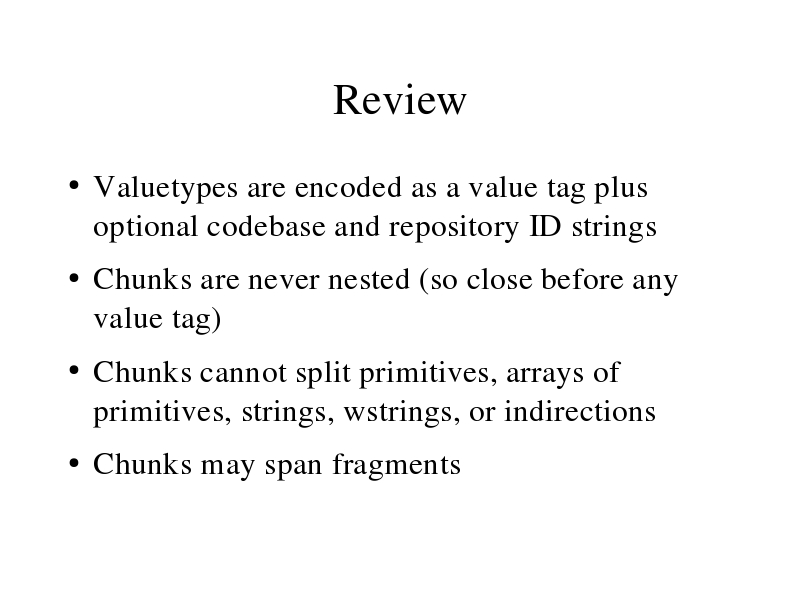 Review
• Valuetypes are encoded as a value tag plus
optional codebase and repository ID strings
• Chunks are never nested (so close before any
value tag)
• Chunks cannot split primitives, arrays of
primitives, strings, wstrings, or indirections
• Chunks may span fragments